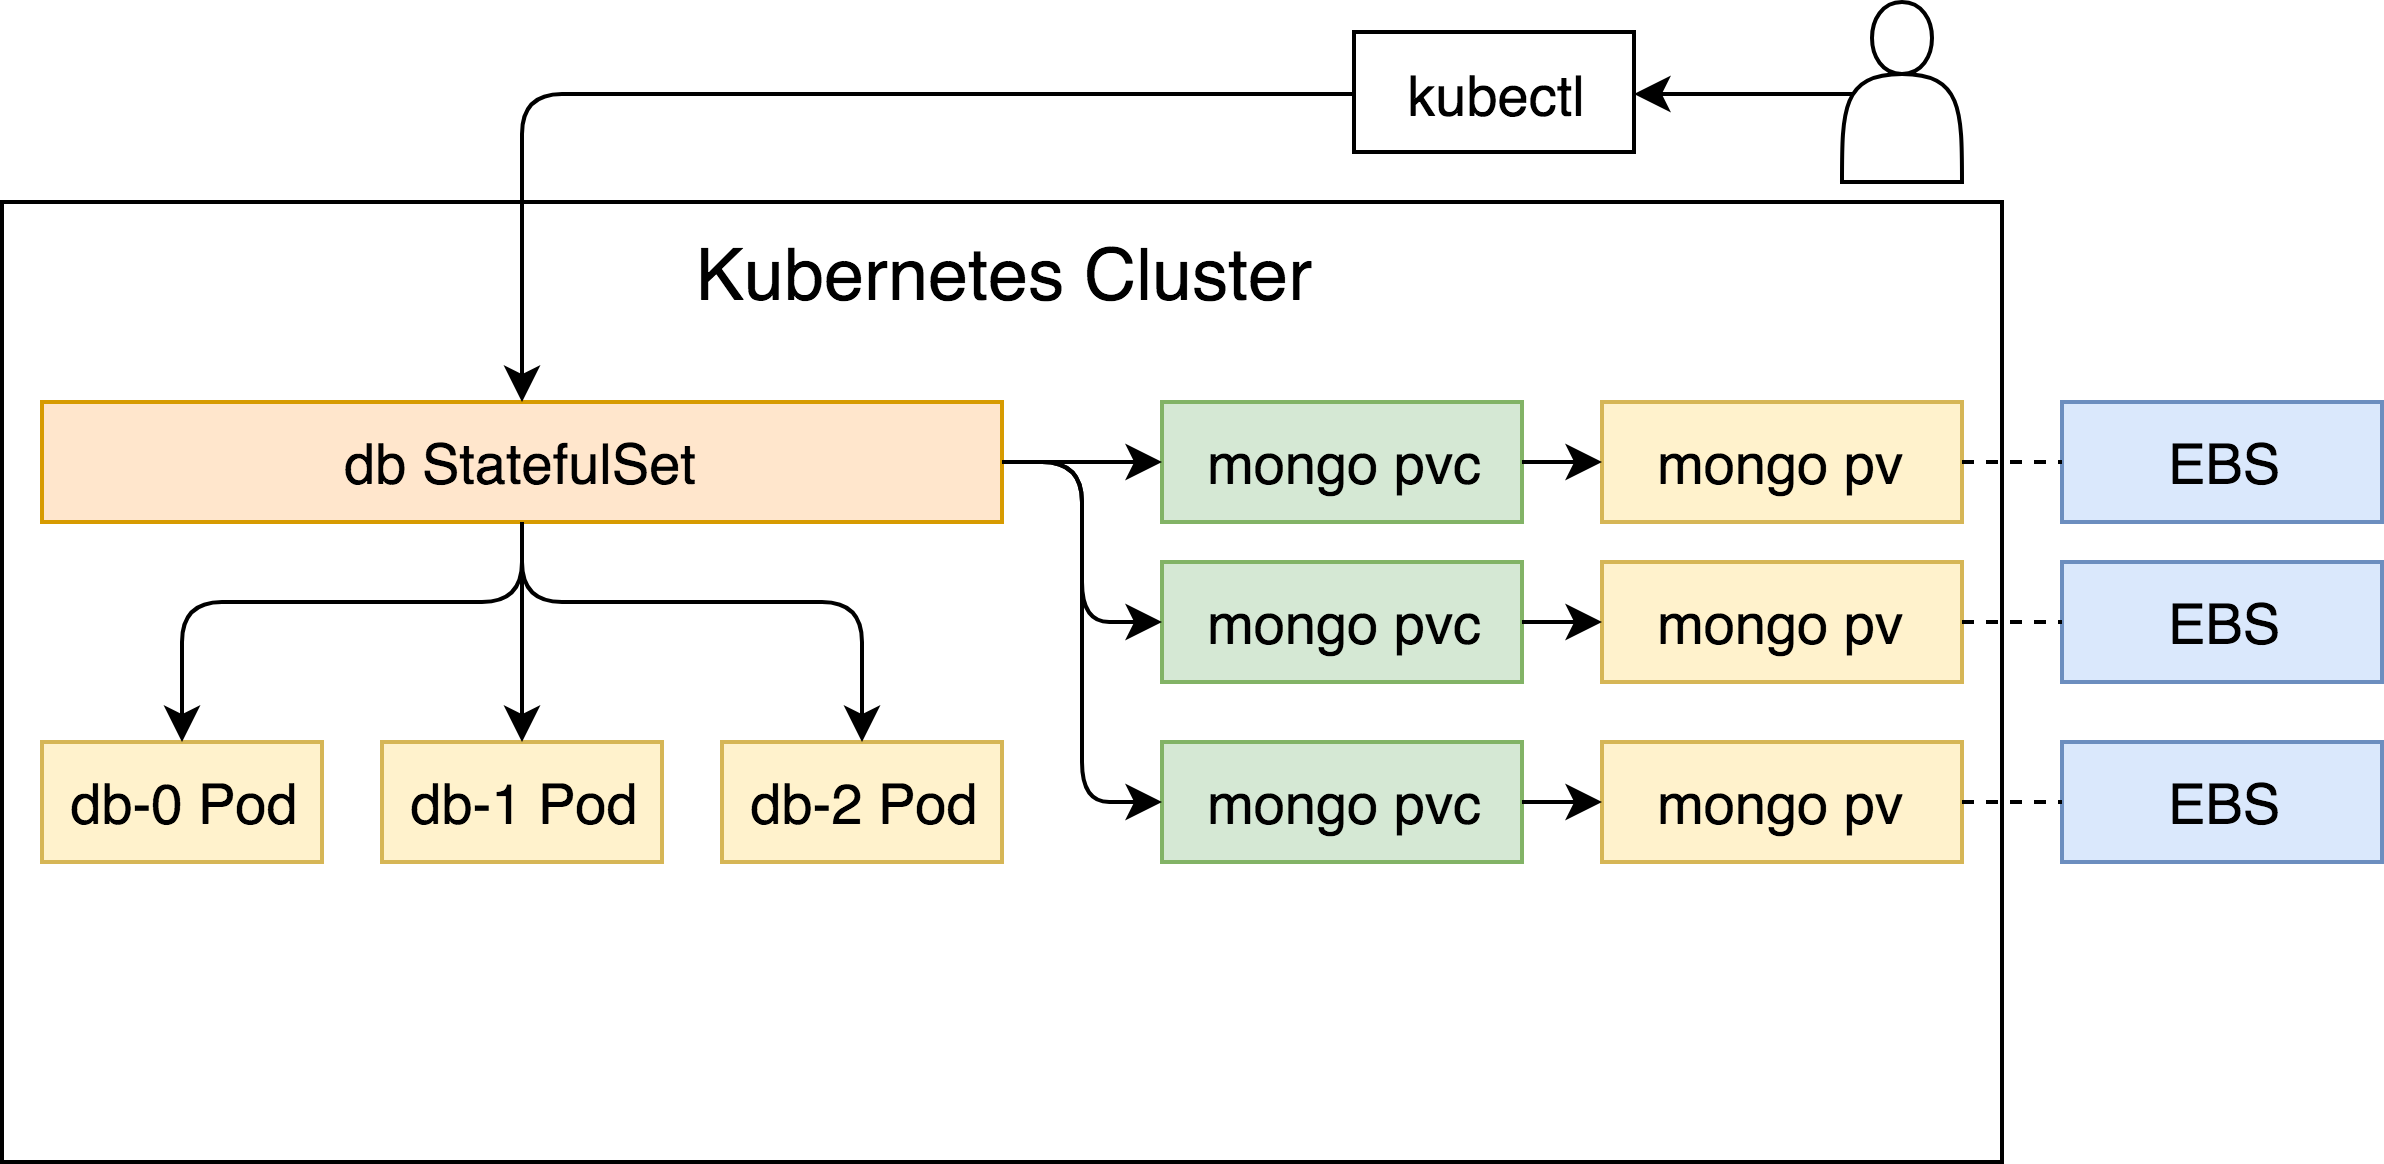 kubectl
Kubernetes Cluster
db StatefulSet
mongo pvc
mongo pv
EBS
mongo pvc
mongo pv
EBS
db-0 Pod
db-1 Pod
db-2 Pod
mongo pvc
mongo pv
EBS